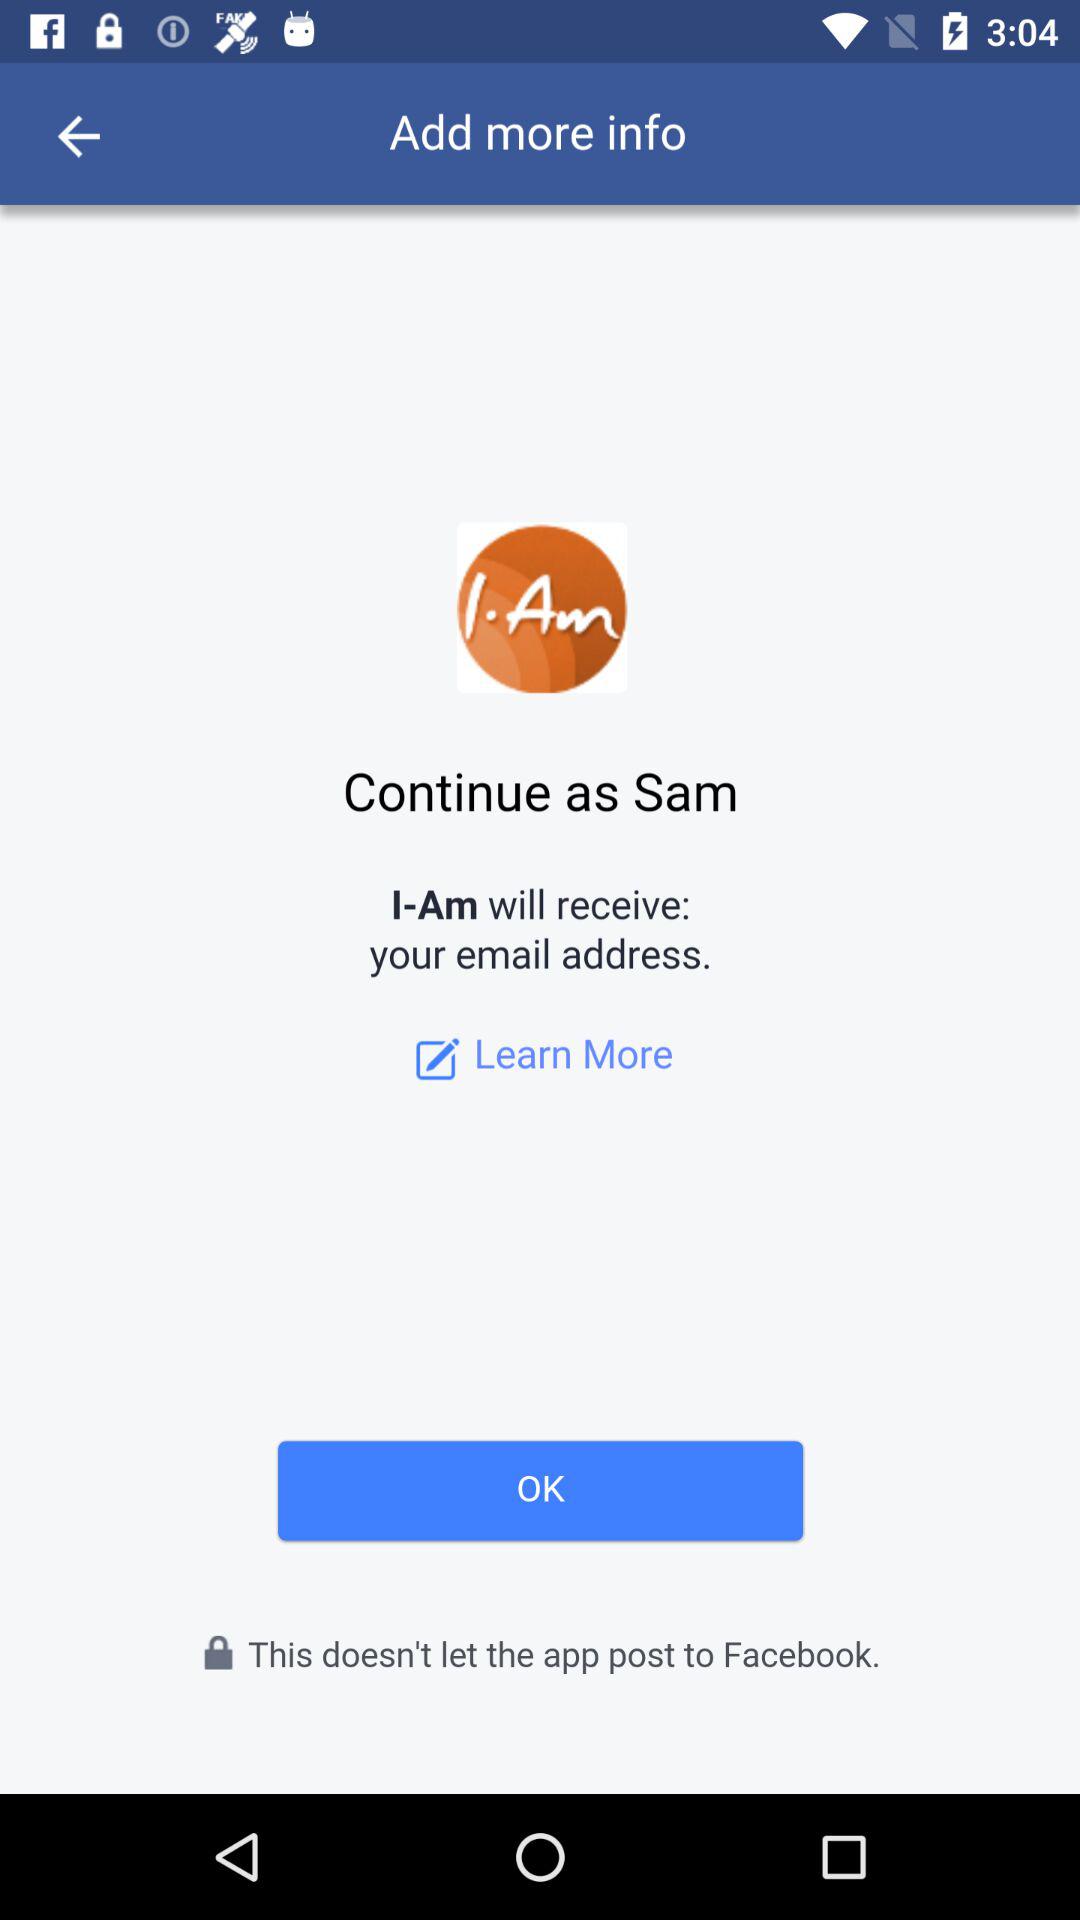 FAKE
3:04
Add more info
I·Am
Continue as Sam
I-Am will receive:
your email address.
Learn More
OK
This doesn't let the app post to Facebook.